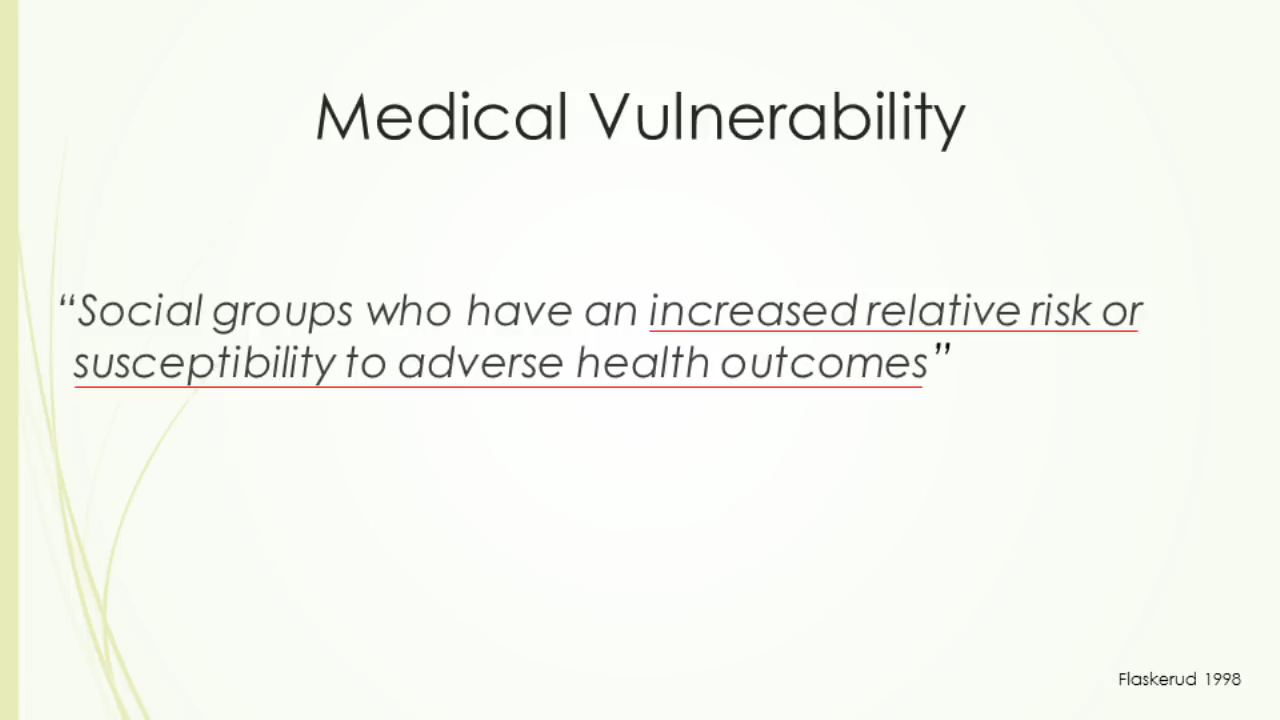 Medical Vulnerability
“Social groups who have an increased relative risk or
susceptibility to adverse health outcomes”
Flaskerud 1998